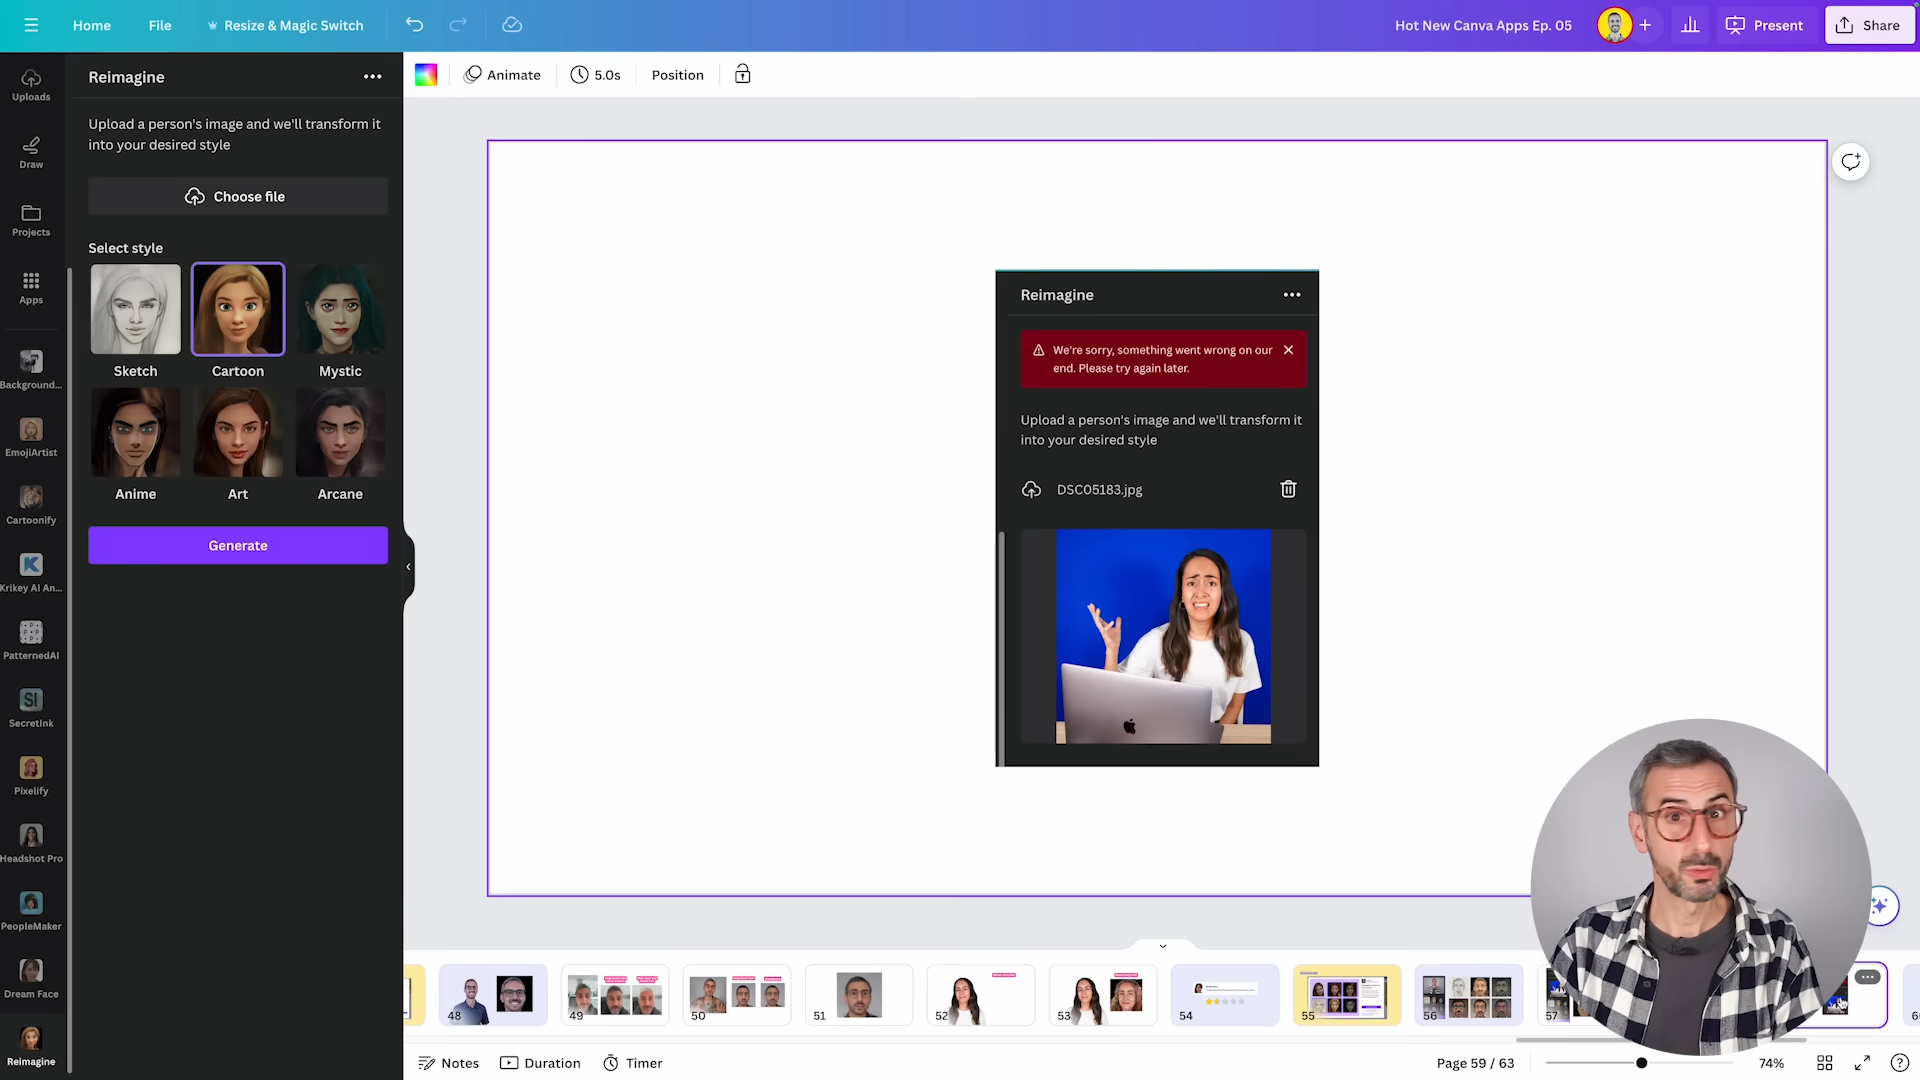 Home
File
Resize & Magic Switch
Hot New Canva Apps Ep. 05
Present
Share
Uploads
Draw
Projects
Apps
Background...
EmojiArtist
Cartoonify
Krikey AI An...
PatternedAI
SecretInk
Pixelify
Headshot Pro
PeopleMaker
Dream Face
Reimagine
Reimagine
Upload a person's image and we'll transform it
into your desired style
Choose file
Select style
Sketch
Cartoon
Mystic
Anime
Art
Arcane
Generate
Animate
5.0s
Position
Reimagine
We're sorry, something went wrong on our
end. Please try again later.
Upload a person's image and we'll transform it
into your desired style
DSC05183.jpg
48
49
50
51
52
53
54
55
56
57
Notes
Duration
Timer
Page 59 / 63
74%